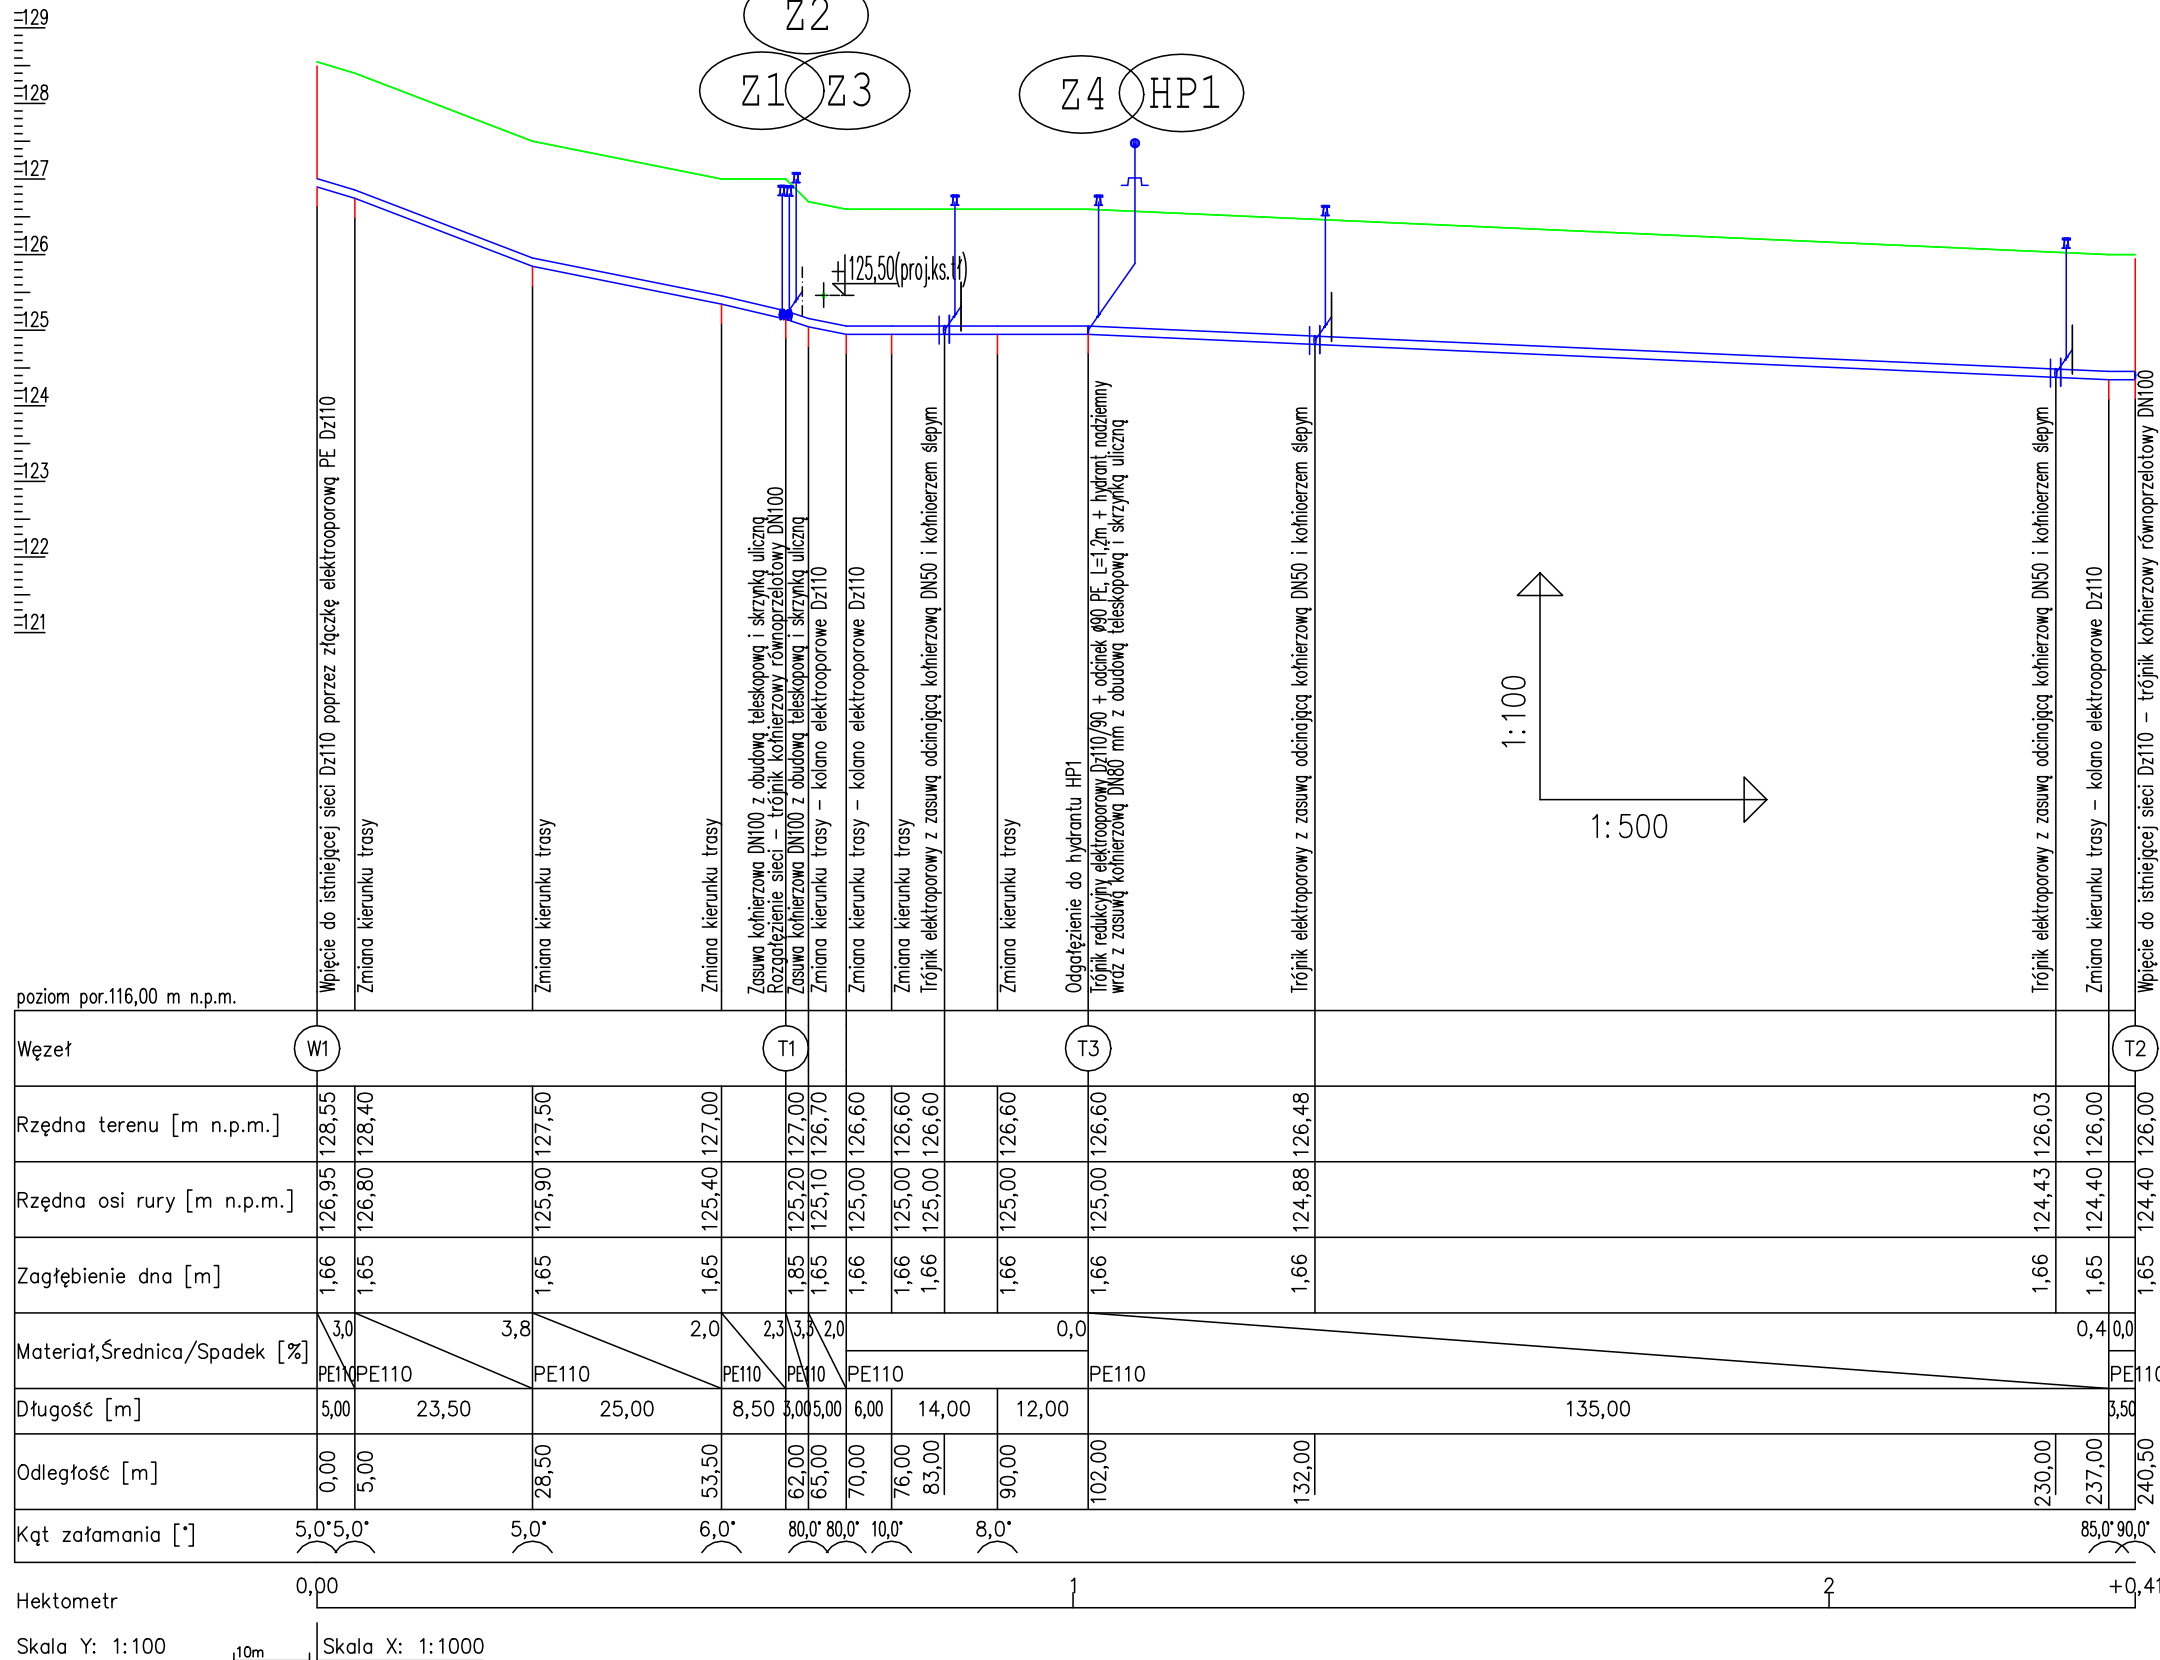 129
128
127
126
125
124
123
122
121
Z2
Z1
Z3
Z4
HP1
125,50(proj.ks.tł)
Wpięcie do istniejącej sieci Dz110 poprzez złączkę elektrooporową PE Dz110
Zmiana kierunku trasy
Zmiana kierunku trasy
Zmiana kierunku trasy
Zasuwa kołnierzowa DN100 z obudową teleskopową i skrzynką uliczną
Rozgałęzienie sieci – trójnik kołnierzowy równoprzelotowy DN100
Zasuwa kołnierzowa DN100 z obudową teleskopową i skrzynką uliczną
Zmiana kierunku trasy – kolano elektrooporowe Dz110
Zmiana kierunku trasy – kolano elektrooporowe Dz110
Zmiana kierunku trasy
Trójnik elektroporowy z zasuwą odcinającą kołnierzową DN50 i kołnioerzem ślepym
Zmiana kierunku trasy
Odgałęzienie do hydrantu HP1
Trójnik redukcyjny elektrooporowy Dz110/90 + odcinek ø90 PE, L=1,2m + hydrant nadziemny
wraz z zasuwą kołnierzową DN80 mm z obudową teleskopową i skrzynką uliczną
Trójnik elektroporowy z zasuwą odcinającą kołnierzową DN50 i kołnioerzem ślepym
Trójnik elektroporowy z zasuwą odcinającą kołnierzową DN50 i kołnioerzem ślepym
Zmiana kierunku trasy – kolano elektrooporowe Dz110
Wpięcie do istniejącej sieci Dz110 – trójnik kołnierzowy równoprzelotowy DN100
1:100
1:500
poziom por.116,00 m n.p.m.
Węzeł W1 T1 T3 T2
Rzędna terenu [m n.p.m.] 128,55 128,40 127,50 127,00 127,00 126,70 126,60 126,60 126,60 126,60 126,60 126,48 126,03 126,00 126,00
Rzędna osi rury [m n.p.m.] 126,95 126,80 125,90 125,40 125,20 125,10 125,00 125,00 125,00 125,00 125,00 124,88 124,43 124,40 124,40
Zagłębienie dna [m] 1,66 1,65 1,65 1,65 1,85 1,65 1,66 1,66 1,66 1,66 1,66 1,66 1,66 1,65 1,65
3,0 3,8 2,0 2,3 3,3 2,0 0,0 0,4 0,0
Materiał,Średnica/Spadek [%]
PE110 PE110 PE110 PE110 PE110 PE110 PE110 PE110
Długość [m] 5,00 23,50 25,00 8,50 3,00 5,00 6,00 14,00 12,00 135,00 3,50
Odległość [m] 0,00 5,00 28,50 53,50 62,00 65,00 70,00 76,00 83,00 90,00 102,00 132,00 230,00 237,00 240,50
Kąt załamania [°] 5,0° 5,0° 5,0° 6,0° 80,0° 80,0° 10,0° 8,0° 85,0° 90,0°
Hektometr 0,00 1 2 +0,41
Skala Y: 1:100 10m Skala X: 1:1000